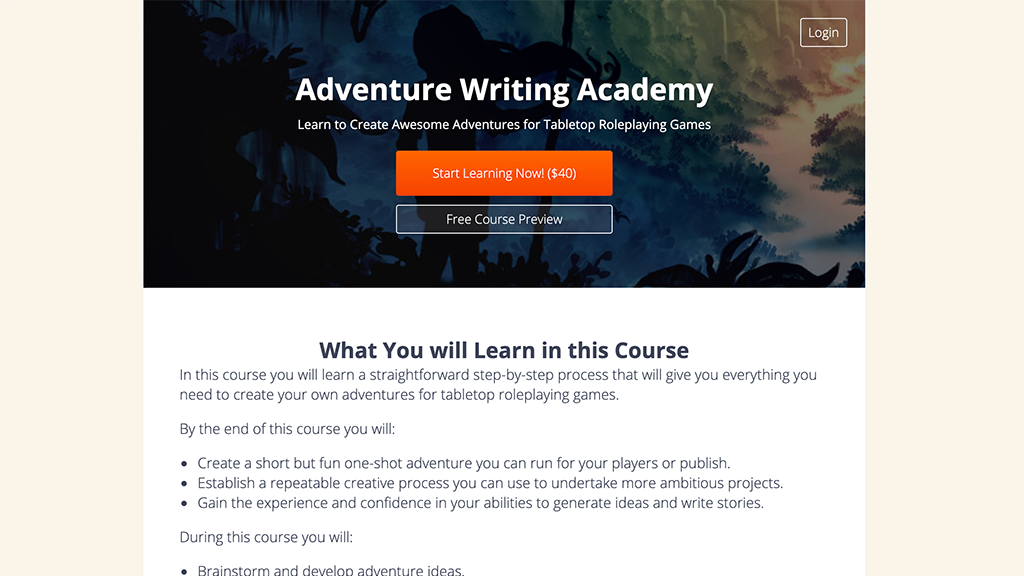 Login
Adventure Writing Academy
Learn to Create Awesome Adventures for Tabletop Roleplaying Games
Start Learning Now! ($40)
Free Course Preview
What You will Learn in this Course
In this course you will learn a straightforward step-by-step process that will give you everything you
need to create your own adventures for tabletop roleplaying games.
By the end of this course you will:
• Create a short but fun one-shot adventure you can run for your players or publish.
• Establish a repeatable creative process you can use to undertake more ambitious projects.
• Gain the experience and confidence in your abilities to generate ideas and write stories.
During this course you will:
• Brainstorm and develop adventure ideas.